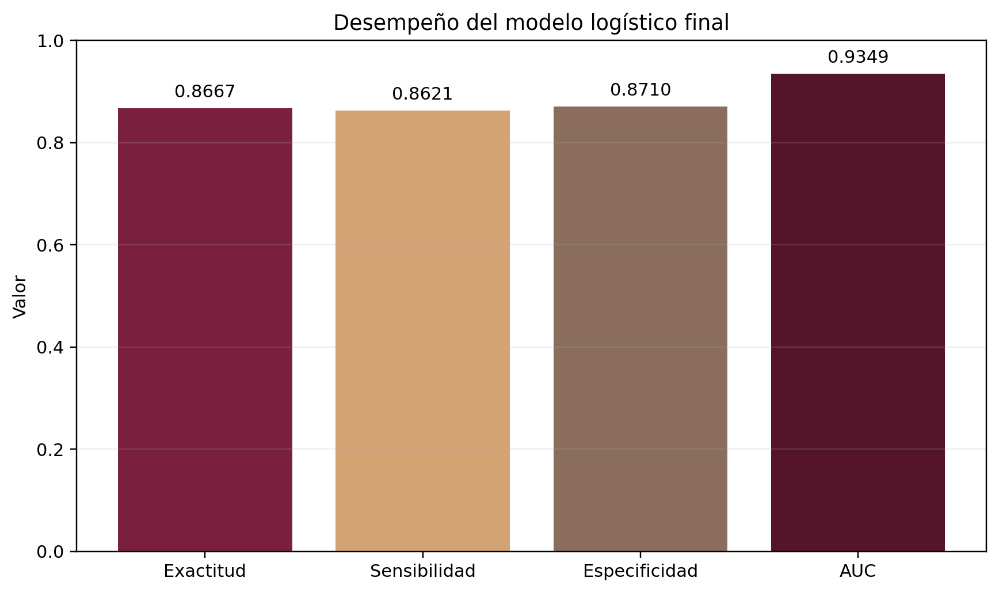 Desempeño del modelo logístico final
1.0
0.8
0.6
0.4
0.2
0.0
Valor
0.8667
0.8621
0.8710
0.9349
Exactitud
Sensibilidad
Especificidad
AUC